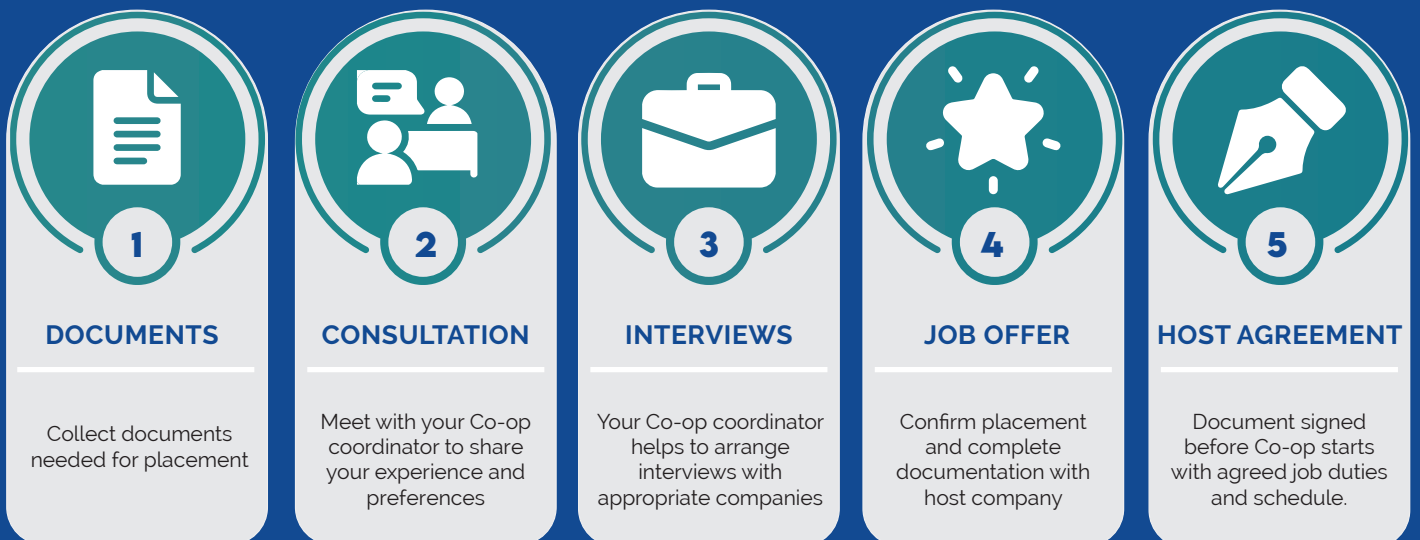 1
DOCUMENTS
Collect documents
needed for placement
2
CONSULTATION
Meet with your Co-op
coordinator to share
your experience and
preferences
3
INTERVIEWS
Your Co-op coordinator
helps to arrange
interviews with
appropriate companies
4
JOB OFFER
Confirm placement
and complete
documentation with
host company
5
HOST AGREEMENT
Document signed
before Co-op starts
with agreed job duties
and schedule.